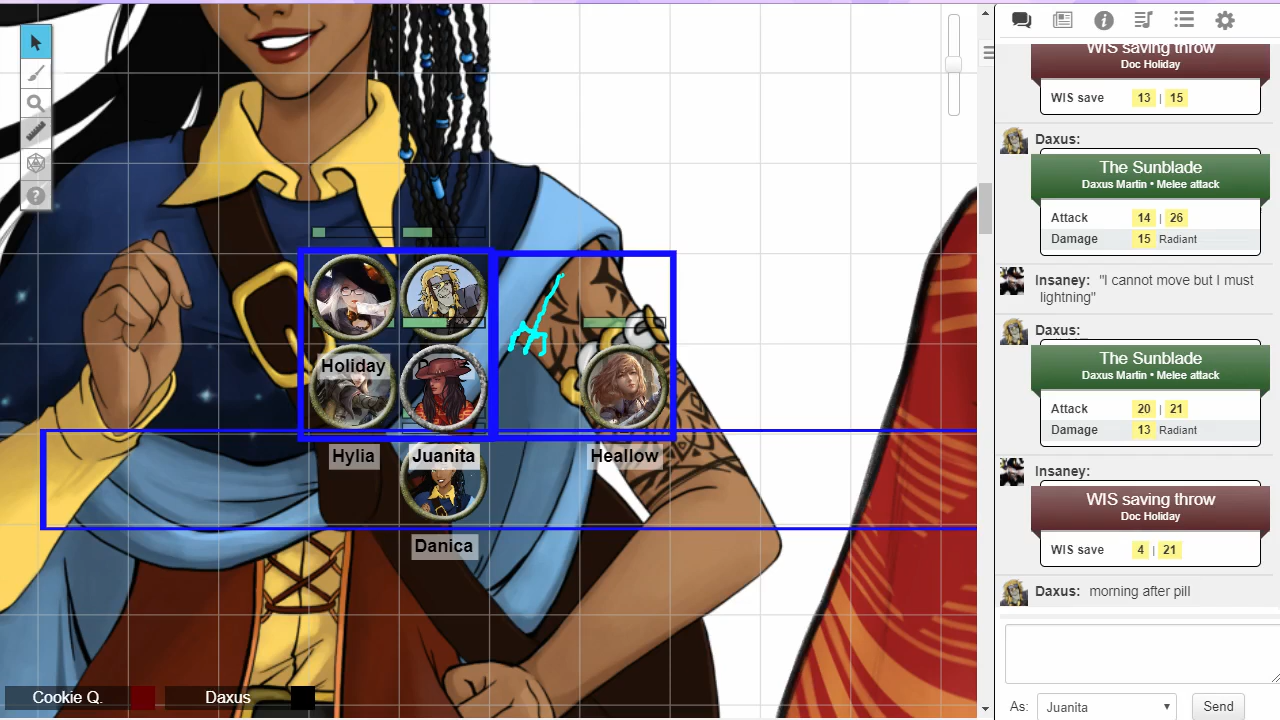 Holiday
Hylia
Juanita
Heallow
Danica
Cookie Q.
Daxus
WIS saving throw
Doc Holiday
WIS save 13 | 15
Daxus:
The Sunblade
Daxus Martin • Melee attack
Attack 14 | 26
Damage 15 Radiant
Insaney: "I cannot move but I must
lightning"
Daxus:
The Sunblade
Daxus Martin • Melee attack
Attack 20 | 21
Damage 13 Radiant
Insaney:
WIS saving throw
Doc Holiday
WIS save 4 | 21
Daxus: morning after pill
As: Juanita
Send